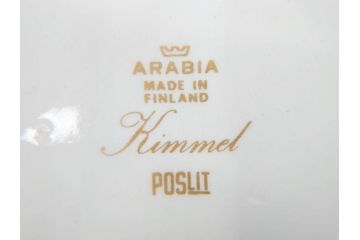 ARABIA
MADE IN
FINLAND
Kimmel
POSLIT